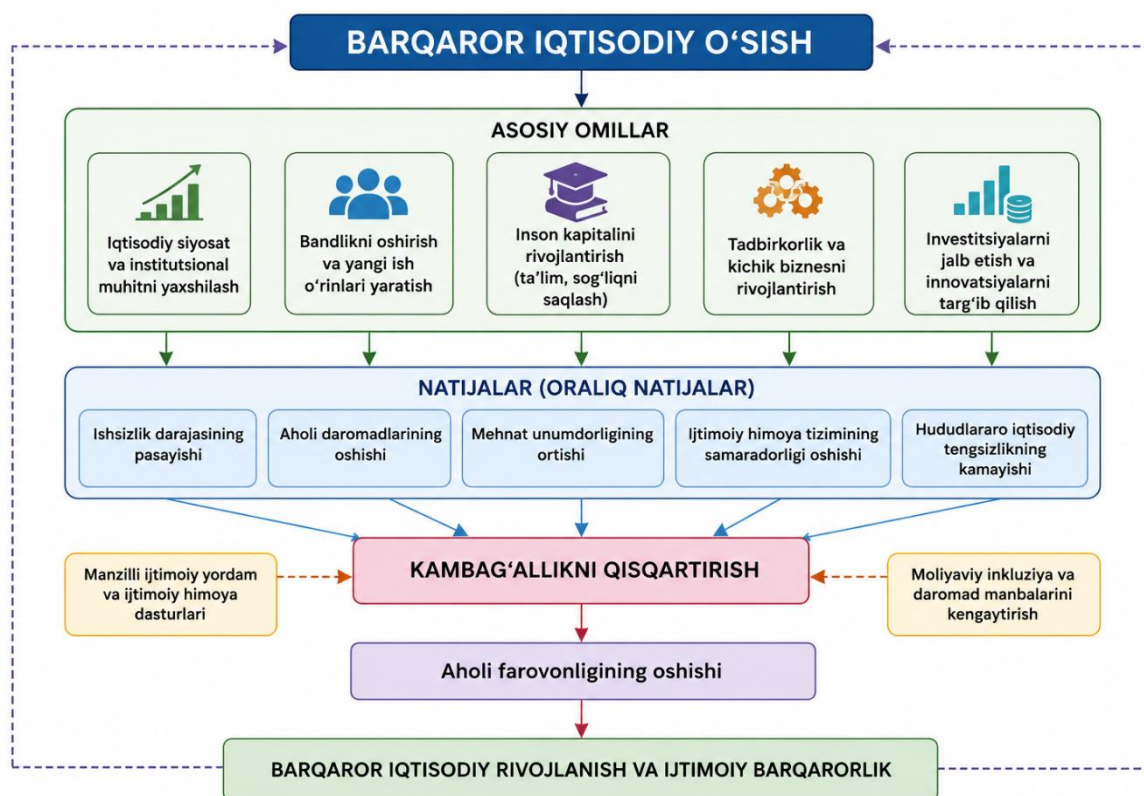 BARQAROR IQTISODIY O‘SISH
ASOSIY OMILLAR
Iqtisodiy siyosat
va institutsional
muhitni yaxshilash
Bandlikni oshirish
va yangi ish
o‘rinlari yaratish
Inson kapitalini
rivojlantirish
(ta’lim, sog‘liqni
saqlash)
Tadbirkorlik va
kichik biznesni
rivojlantirish
Investitsiyalarni
jalb etish va
innovatsiyalarni
targ‘ib qilish
NATIJALAR (ORALIQ NATIJALAR)
Ishsizlik darajasining
pasayishi
Aholi daromadlarining
oshishi
Mehnat unumdorligining
ortishi
Ijtimoiy himoya tizimining
samaradorligi oshishi
Hududlararo iqtisodiy
tengsizlikning
kamayishi
Manzilli ijtimoiy yordam
va ijtimoiy himoya
dasturlari
KAMBAG‘ALLIKNI QISQARTIRISH
Moliyaviy inkluziya va
daromad manbalarini
kengaytirish
Aholi farovonligining oshishi
BARQAROR IQTISODIY RIVOJLANISH VA IJTIMOIY BARQARORLIK